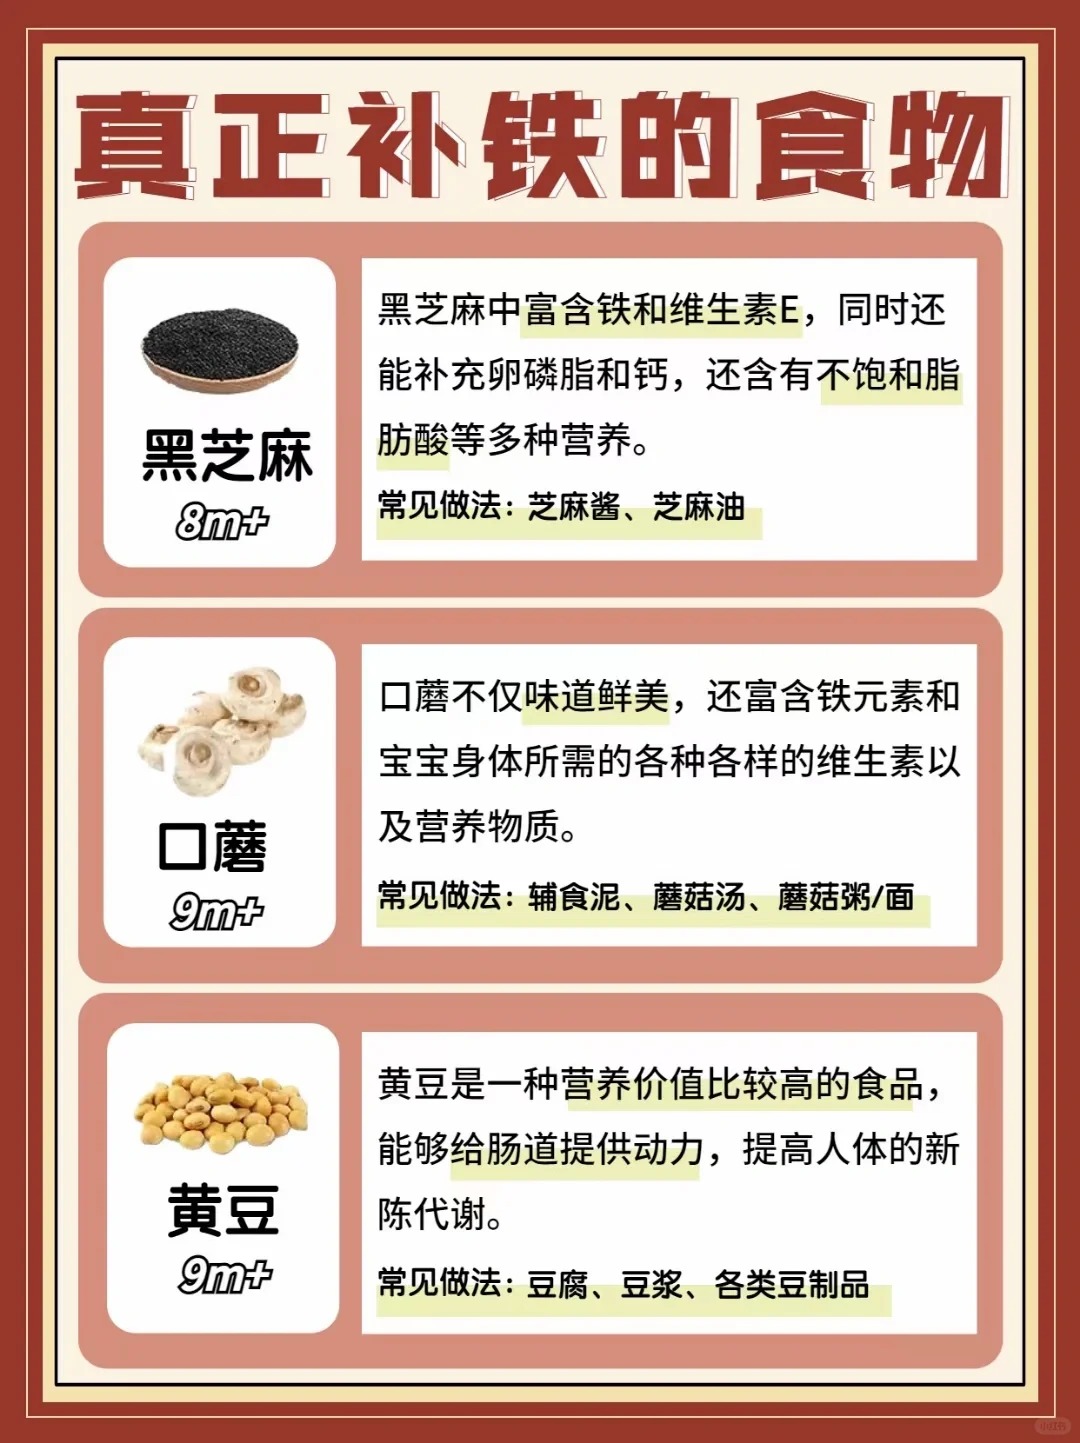 真正补铁的食物
黑芝麻
8m+
黑芝麻中富含铁和维生素E，同时还
能补充卵磷脂和钙，还含有不饱和脂
肪酸等多种营养。
常见做法：芝麻酱、芝麻油
口蘑
9m+
口蘑不仅味道鲜美，还富含铁元素和
宝宝身体所需的各种各样的维生素以
及营养物质。
常见做法：辅食泥、蘑菇汤、蘑菇粥/面
黄豆
9m+
黄豆是一种营养价值比较高的食品，
能够给肠道提供动力，提高人体的新
陈代谢。
常见做法：豆腐、豆浆、各类豆制品